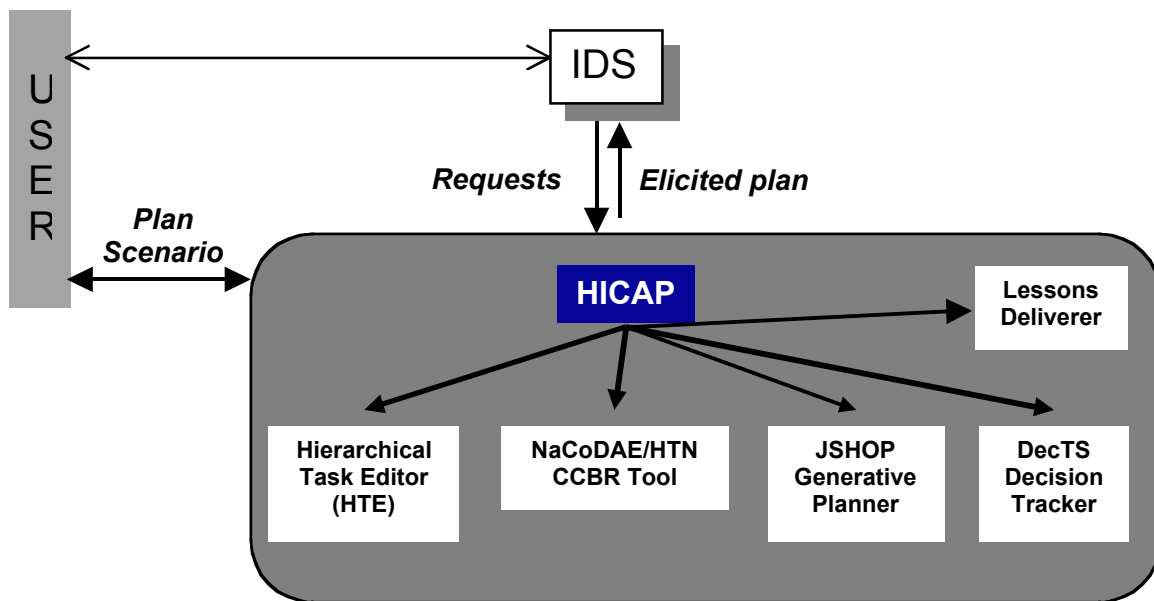 USER
IDS
Requests
Elicited plan
Plan
Scenario
HICAP
Lessons
Deliverer
Hierarchical
Task Editor
(HTE)
NaCoDAE/HTN
CCBR Tool
JSHOP
Generative
Planner
DecTS
Decision
Tracker